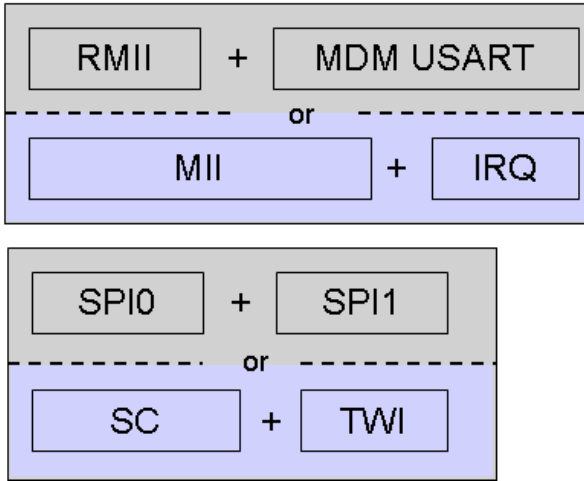 RMII + MDM USART
or
MII + IRQ
SPI0 + SPI1
or
SC + TWI